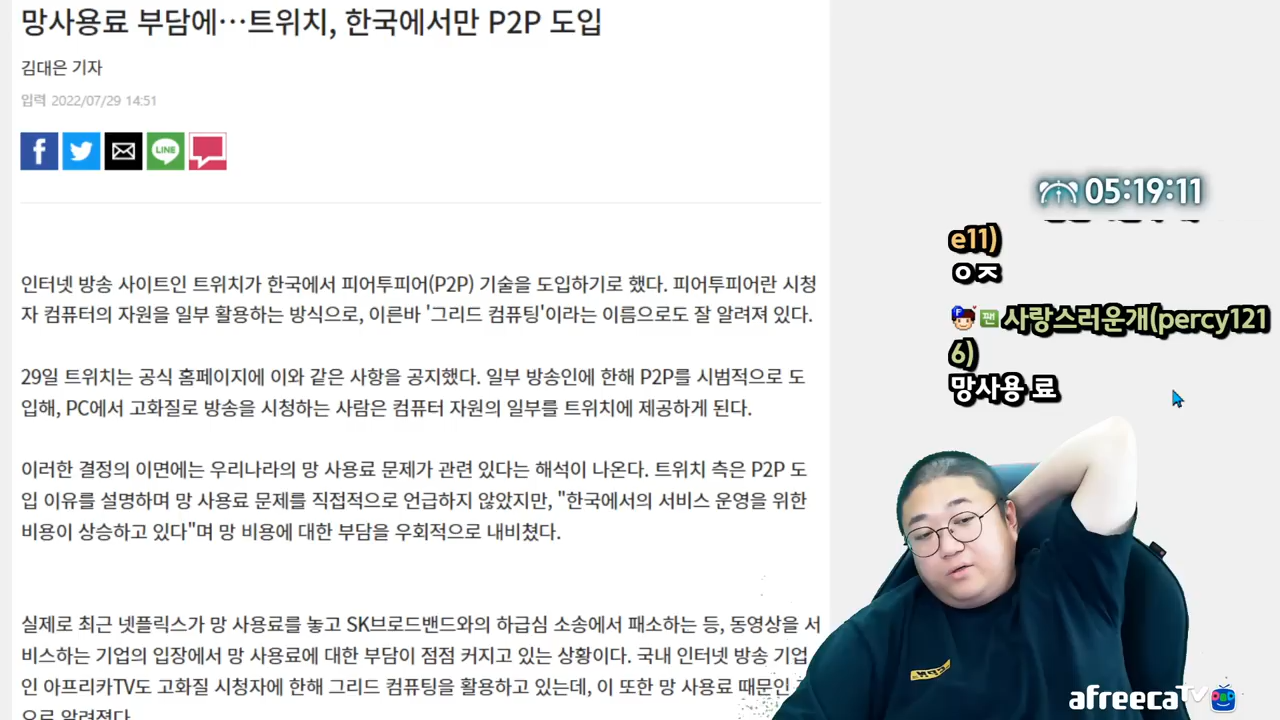 망사용료 부담에…트위치, 한국에서만 P2P 도입
김대은 기자
입력 2022/07/29 14:51
LINE
인터넷 방송 사이트인 트위치가 한국에서 피어투피어(P2P) 기술을 도입하기로 했다. 피어투피어란 시청
자 컴퓨터의 자원을 일부 활용하는 방식으로, 이른바 '그리드 컴퓨팅'이라는 이름으로도 잘 알려져 있다.
29일 트위치는 공식 홈페이지에 이와 같은 사항을 공지했다. 일부 방송인에 한해 P2P를 시범적으로 도
입해, PC에서 고화질로 방송을 시청하는 사람은 컴퓨터 자원의 일부를 트위치에 제공하게 된다.
이러한 결정의 이면에는 우리나라의 망 사용료 문제가 관련 있다는 해석이 나온다. 트위치 측은 P2P 도
입 이유를 설명하며 망 사용료 문제를 직접적으로 언급하지 않았지만, "한국에서의 서비스 운영을 위한
비용이 상승하고 있다"며 망 비용에 대한 부담을 우회적으로 내비쳤다.
실제로 최근 넷플릭스가 망 사용료를 놓고 SK브로드밴드와의 하급심 소송에서 패소하는 등, 동영상을 서
비스하는 기업의 입장에서 망 사용료에 대한 부담이 점점 커지고 있는 상황이다. 국내 인터넷 방송 기업
인 아프리카TV도 고화질 시청자에 한해 그리드 컴퓨팅을 활용하고 있는데, 이 또한 망 사용료 때문인
으로 알려졌다.
05:19:11
e11)
ㅇㅈ
팬 사랑스러운개(percy121
6)
망사용 료
afreecaTV